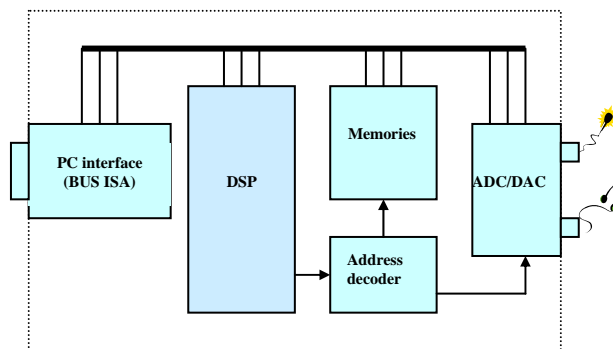 PC interface
(BUS ISA)
DSP
Memories
ADC/DAC
Address
decoder